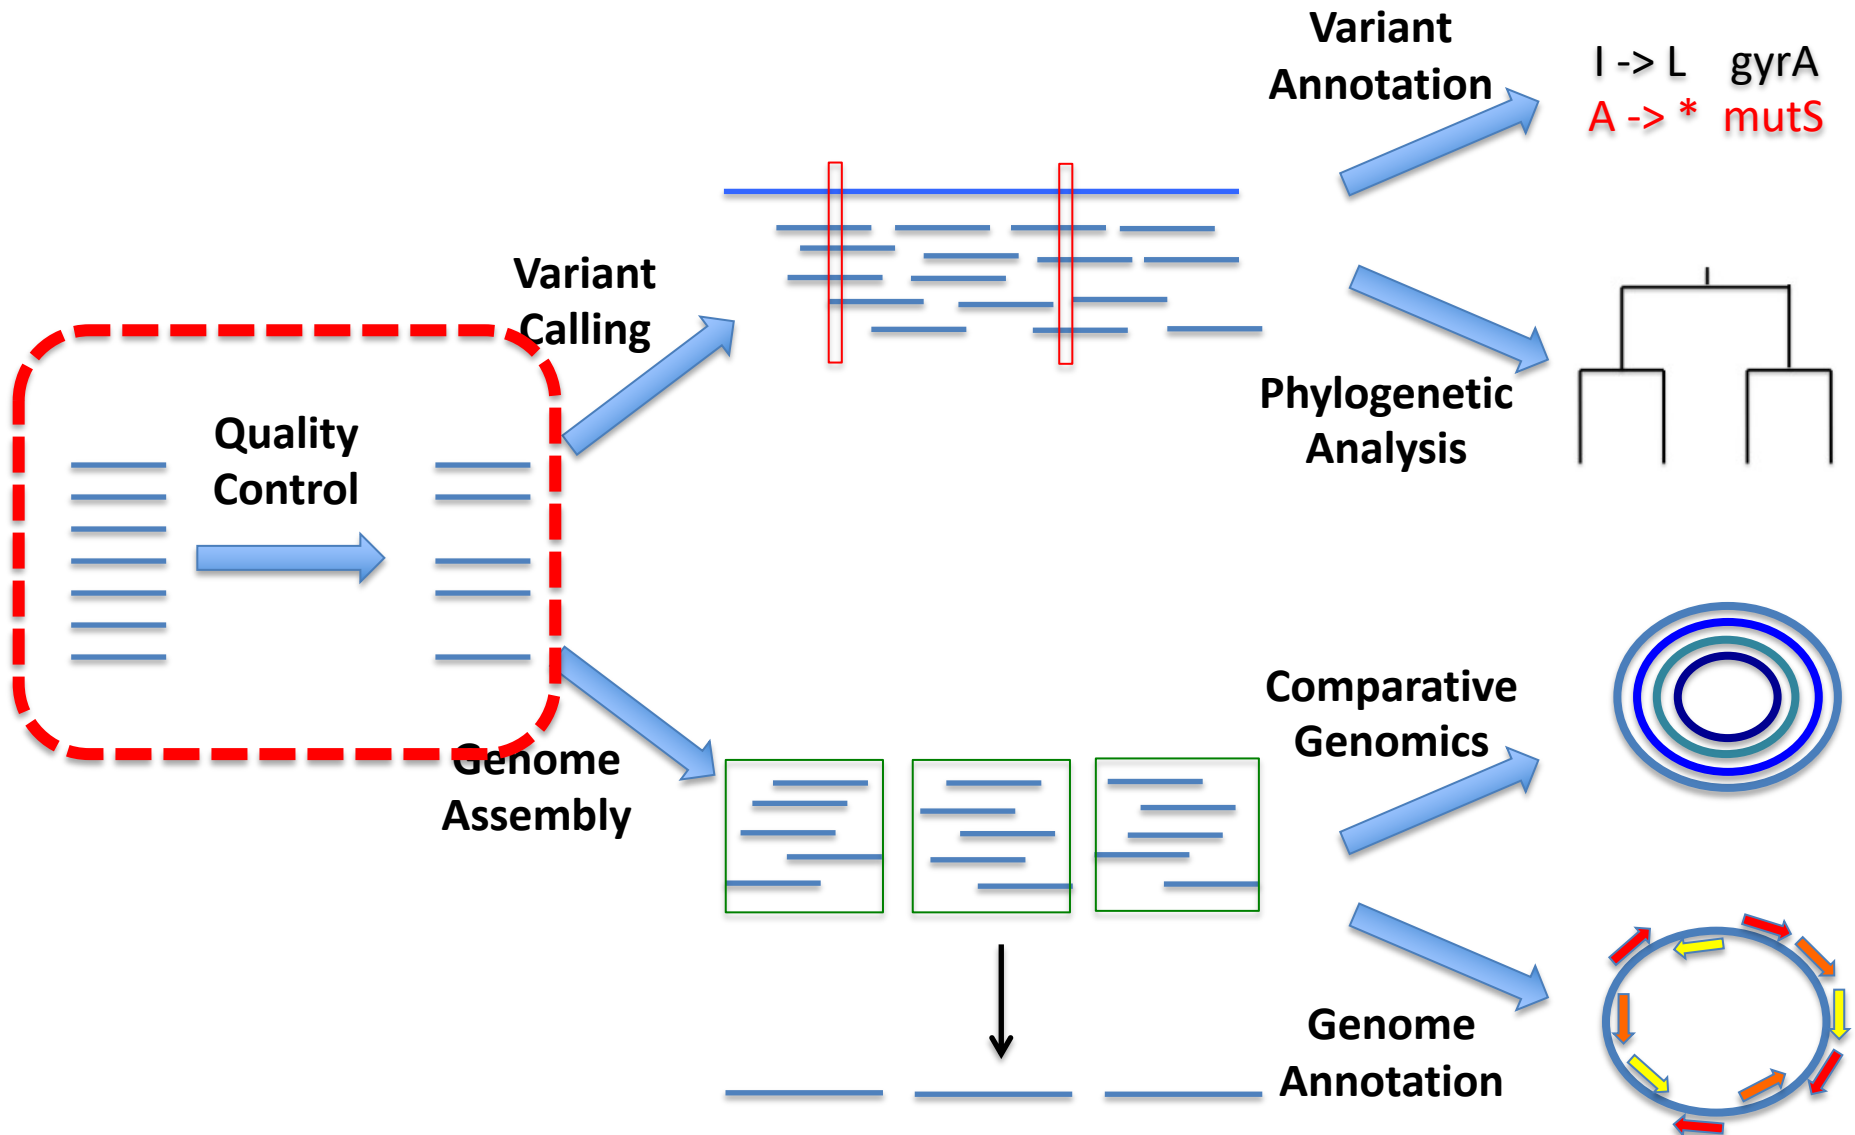 Variant
Annotation
I -> L gyrA
A -> * mutS
Variant
Calling
Phylogenetic
Analysis
Quality
Control
Genome
Assembly
Comparative
Genomics
Genome
Annotation